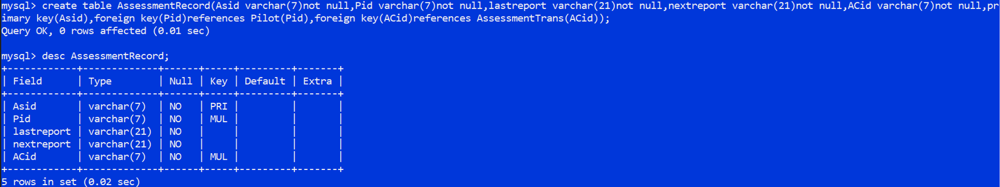 mysql> create table AssessmentRecord(Asid varchar(7)not null,Pid varchar(7)not null,lastreport varchar(21)not null,nextreport varchar(21)not null,ACid varchar(7)not null,pr
imary key(Asid),foreign key(Pid)references Pilot(Pid),foreign key(ACid)references AssessmentTrans(ACid));
Query OK, 0 rows affected (0.01 sec)

mysql> desc AssessmentRecord;
+------------+-------------+------+-----+---------+-------+
| Field      | Type        | Null | Key | Default | Extra |
+------------+-------------+------+-----+---------+-------+
| Asid       | varchar(7)  | NO   | PRI |         |       |
| Pid        | varchar(7)  | NO   | MUL |         |       |
| lastreport | varchar(21) | NO   |     |         |       |
| nextreport | varchar(21) | NO   |     |         |       |
| ACid       | varchar(7)  | NO   | MUL |         |       |
+------------+-------------+------+-----+---------+-------+
5 rows in set (0.02 sec)